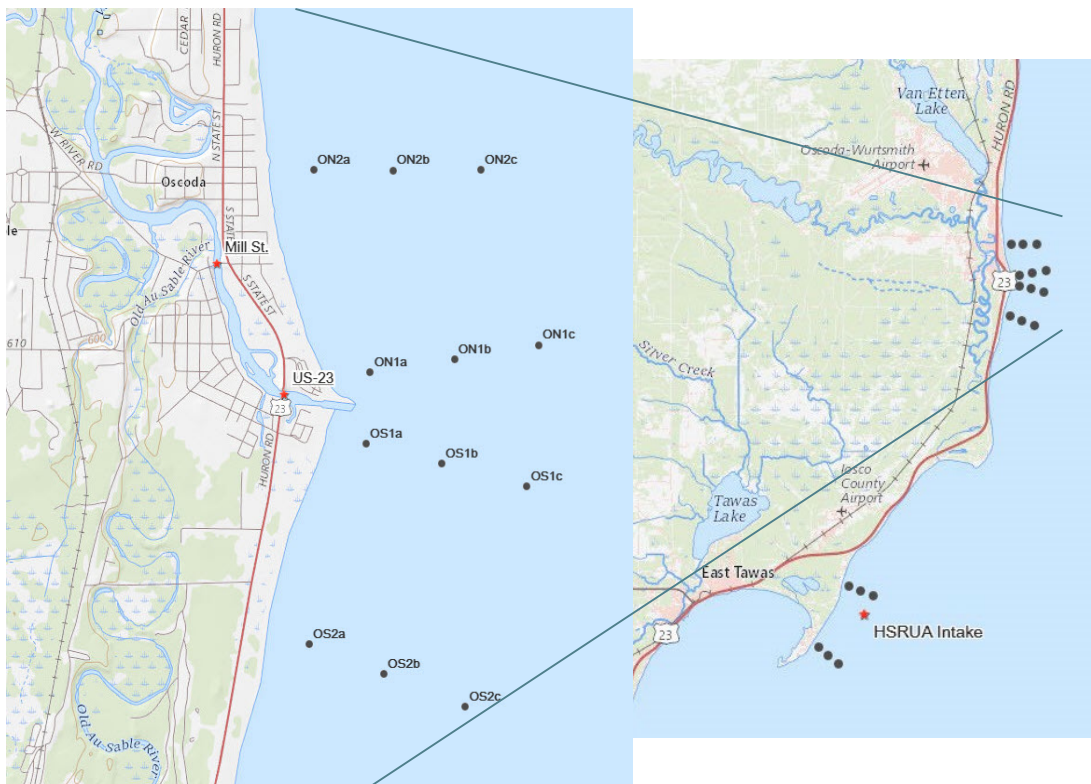 CEDAR
HURON RD
N STATE ST
W RIVER RD
Oscoda
S STATE
Mill St.
Old Au Sable River
S STATE ST
le
610
600
US-23
23
HURON RD
Old Au Sable River
ON2a
ON2b
ON2c
ON1a
ON1b
ON1c
OS1a
OS1b
OS1c
OS2a
OS2b
OS2c
Van Etten
Lake
HURON RD
Oscoda-Wurtsmith
Airport
23
Silver Creek
Iosco
County
Airport
Tawas
Lake
East Tawas
23
HSRUA Intake